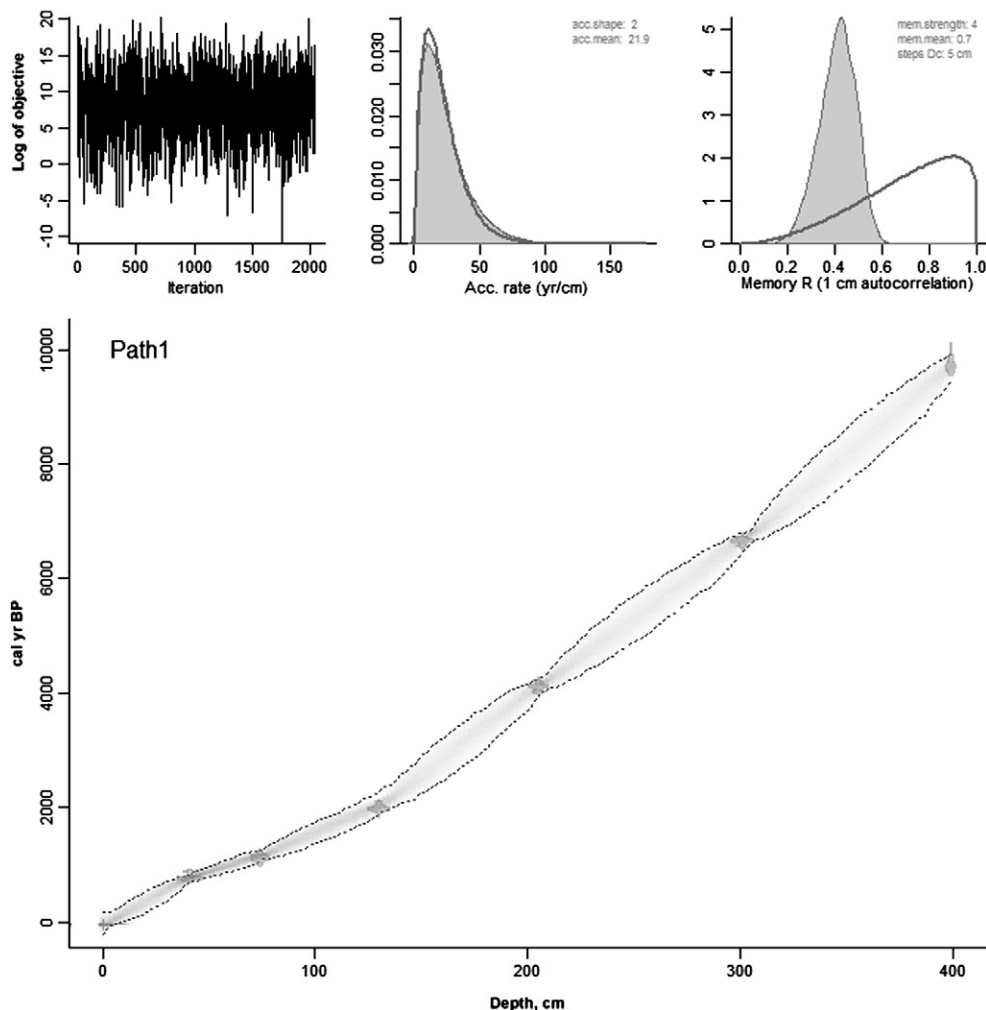 Log of objective
20
15
10
5
0
-5
-10
0 500 1000 1500 2000
Iteration
acc.shape: 2
acc.mean: 21.9
0.030
0.020
0.010
0.000
0 50 100 150
Acc. rate (yr/cm)
mem.strength: 4
mem.mean: 0.7
steps Dc: 5 cm
5
4
3
2
1
0
0.0 0.2 0.4 0.6 0.8 1.0
Memory R (1 cm autocorrelation)
Path1
cal yr BP
10000
8000
6000
4000
2000
0
0 100 200 300 400
Depth, cm